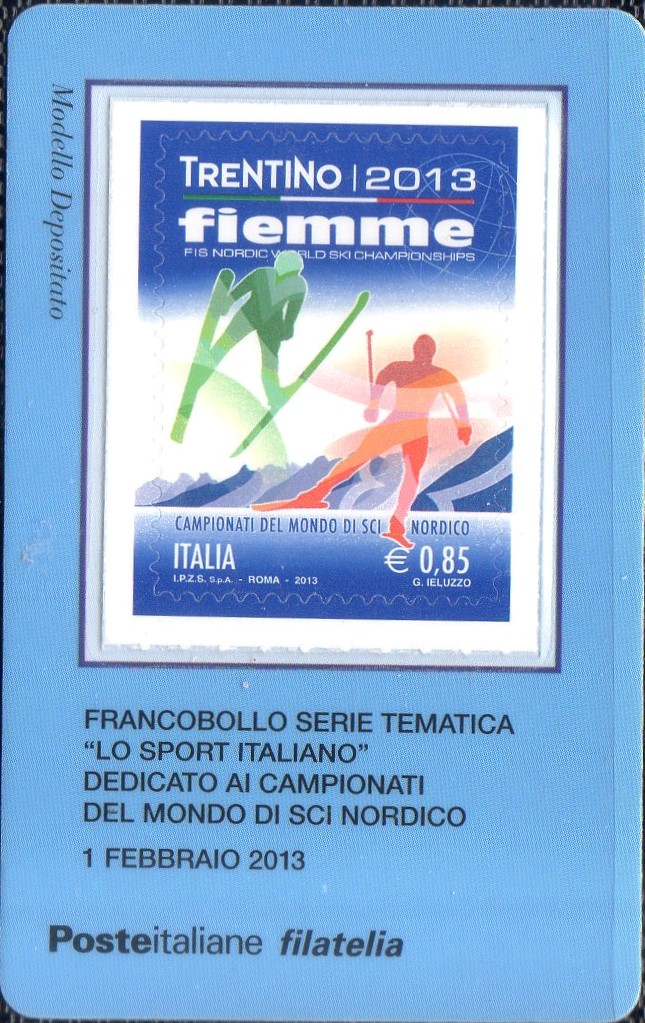 Modello Depositato
TRENTINO | 2013
fiemme
FIS NORDIC WORLD SKI CHAMPIONSHIPS
CAMPIONATI DEL MONDO DI SCI NORDICO
ITALIA
€ 0,85
I.P.Z.S. S.p.A. - ROMA - 2013
G. IELUZZO
FRANCOBOLLO SERIE TEMATICA
“LO SPORT ITALIANO”
DEDICATO AI CAMPIONATI
DEL MONDO DI SCI NORDICO
1 FEBBRAIO 2013
Posteitaliane filatelia